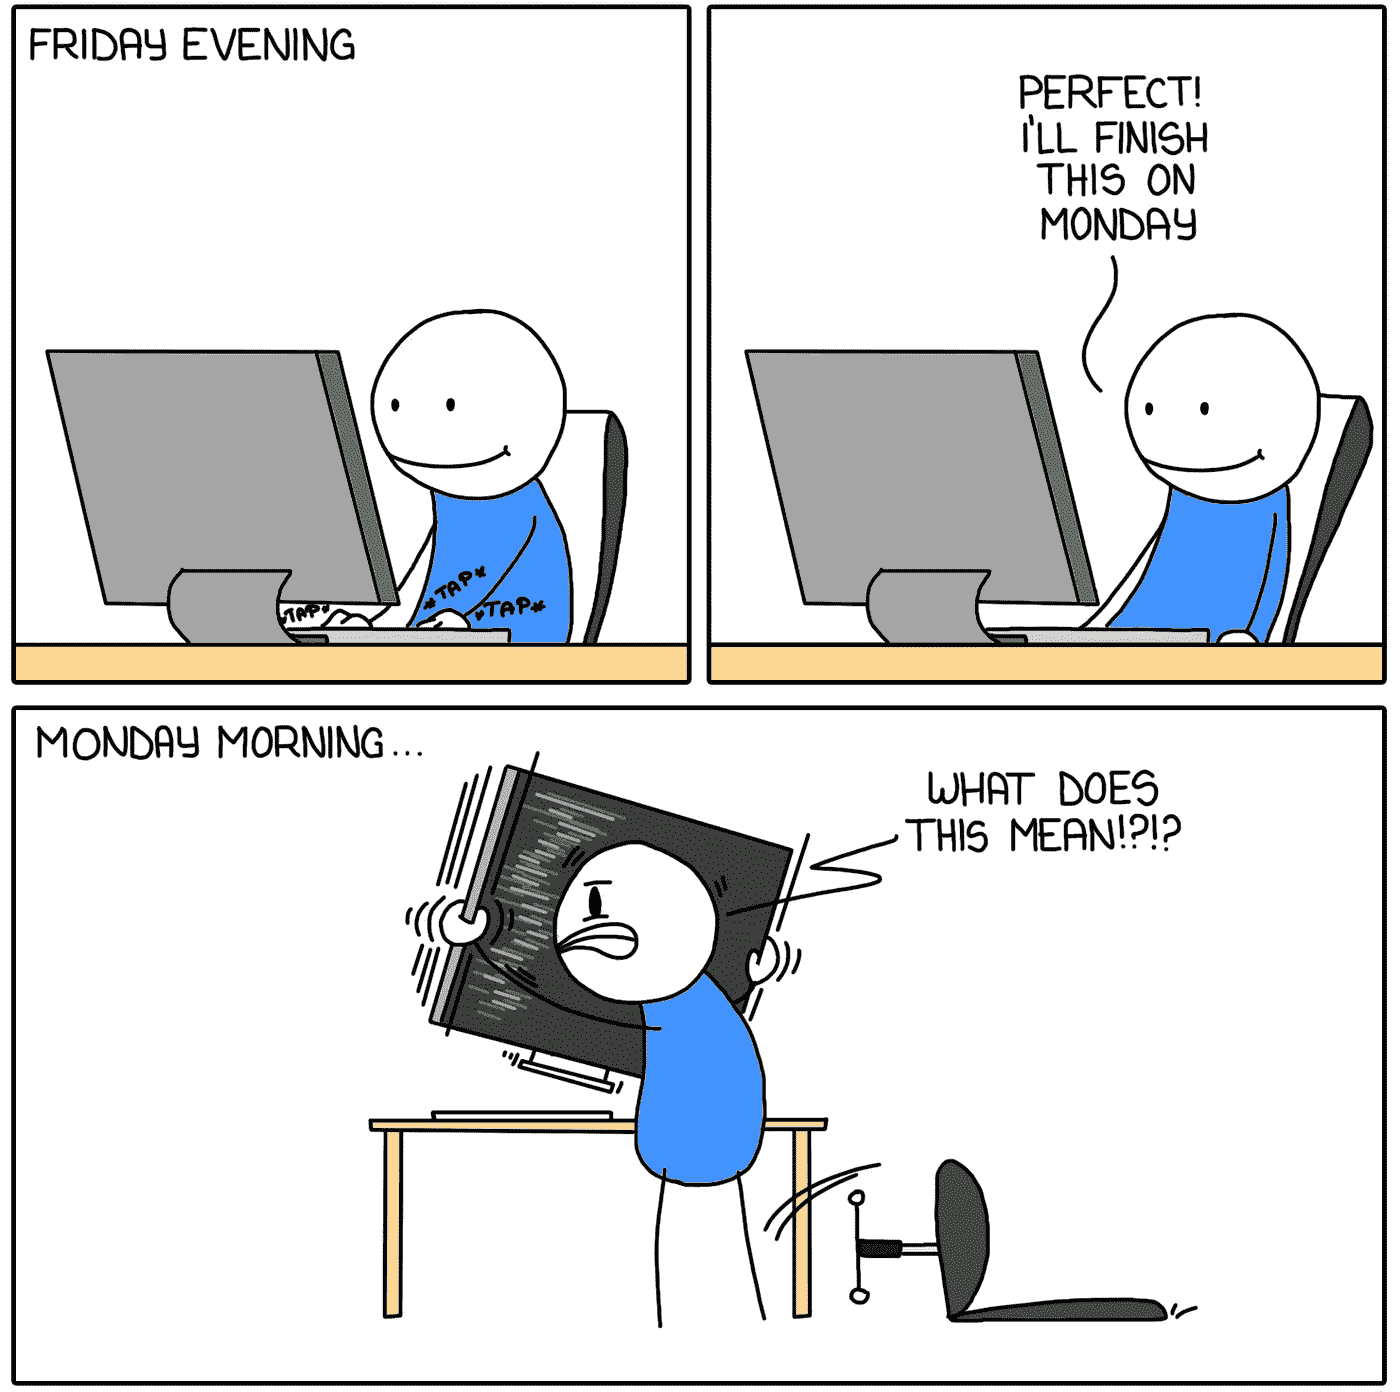 FRIDAY EVENING
*TAP*
*TAP*
*TAP*
PERFECT!
I'LL FINISH
THIS ON
MONDAY
MONDAY MORNING...
WHAT DOES
THIS MEAN!?!?